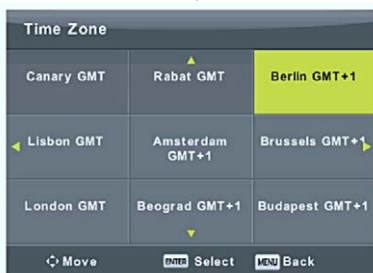 Time Zone
Canary GMT
Rabat GMT
Berlin GMT+1
Lisbon GMT
Amsterdam
GMT+1
Brussels GMT+1
London GMT
Beograd GMT+1
Budapest GMT+1
Move
ENTER Select
MENU Back